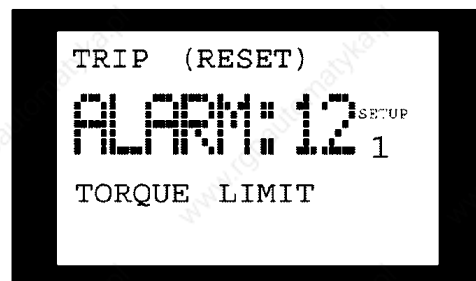 TRIP (RESET)
ALARM:12
SETUP
1
TORQUE LIMIT